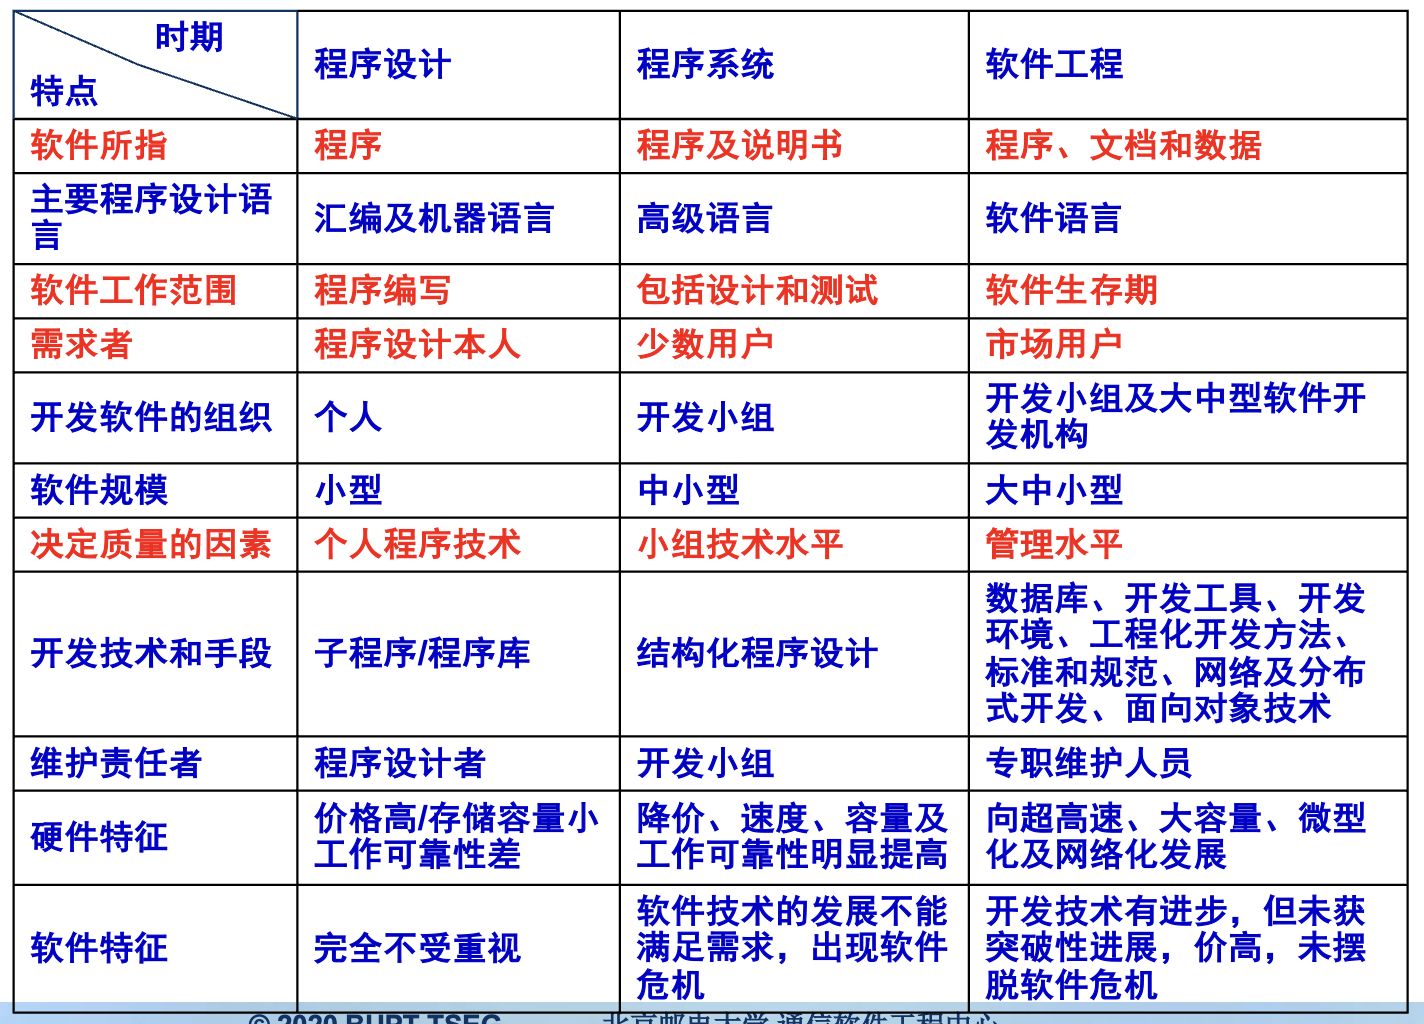 时期
特点
程序设计
程序系统
软件工程
软件所指
程序
程序及说明书
程序、文档和数据
主要程序设计语
言
汇编及机器语言
高级语言
软件语言
软件工作范围
程序编写
包括设计和测试
软件生存期
需求者
程序设计本人
少数用户
市场用户
开发软件的组织
个人
开发小组
开发小组及大中型软件开
发机构
软件规模
小型
中小型
大中小型
决定质量的因素
个人程序技术
小组技术水平
管理水平
开发技术和手段
子程序/程序库
结构化程序设计
数据库、开发工具、开发
环境、工程化开发方法、
标准和规范、网络及分布
式开发、面向对象技术
维护责任者
程序设计者
开发小组
专职维护人员
硬件特征
价格高/存储容量小
工作可靠性差
降价、速度、容量及
工作可靠性明显提高
向超高速、大容量、微型
化及网络化发展
软件特征
完全不受重视
软件技术的发展不能
满足需求，出现软件
危机
开发技术有进步，但未获
突破性进展，价高，未摆
脱软件危机
© 2020 BUPT TSEG
北京邮电大学 通信软件工程中心